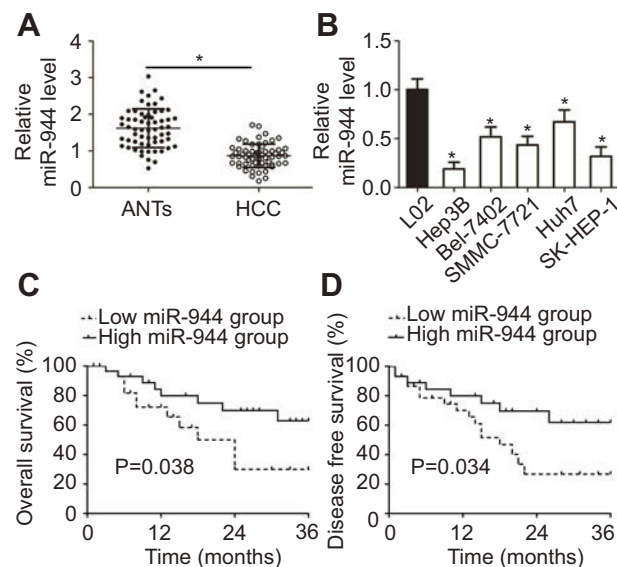 A
Relative
miR-944 level
4
3
2
1
0
*
ANTs
HCC
B
Relative
miR-944 level
1.5
1.0
0.5
0.0
*
*
*
*
*
L02
Hep3B
Bel-7402
SMMC-7721
Huh7
SK-HEP-1
C
Low miR-944 group
High miR-944 group
Overall survival (%)
100
80
60
40
20
0
P=0.038
0
12
24
36
Time (months)
D
Low miR-944 group
High miR-944 group
Disease free survival (%)
100
80
60
40
20
0
P=0.034
0
12
24
36
Time (months)